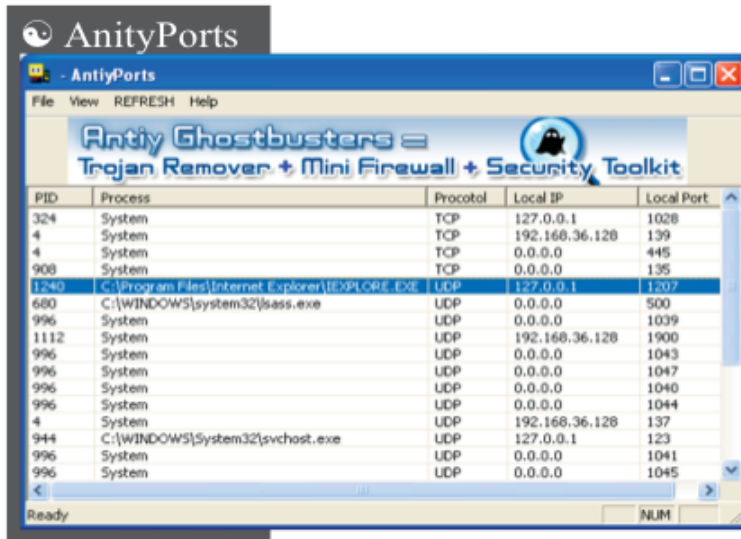 AnityPorts
- AntiyPorts
File View REFRESH Help
Antiy Ghostbusters =
Trojan Remover + Mini Firewall + Security Toolkit
PID Process Procotol Local IP Local Port
324 System TCP 127.0.0.1 1028
4 System TCP 192.168.36.128 139
4 System TCP 0.0.0.0 445
908 System TCP 0.0.0.0 135
1240 C:\Program Files\Internet Explorer\IEXPLORE.EXE UDP 127.0.0.1 1207
680 C:\WINDOWS\system32\lsass.exe UDP 0.0.0.0 500
996 System UDP 0.0.0.0 1039
1112 System UDP 192.168.36.128 1900
996 System UDP 0.0.0.0 1043
996 System UDP 0.0.0.0 1047
996 System UDP 0.0.0.0 1040
996 System UDP 0.0.0.0 1044
4 System UDP 192.168.36.128 137
944 C:\WINDOWS\System32\svchost.exe UDP 127.0.0.1 123
996 System UDP 0.0.0.0 1041
996 System UDP 0.0.0.0 1045
Ready NUM